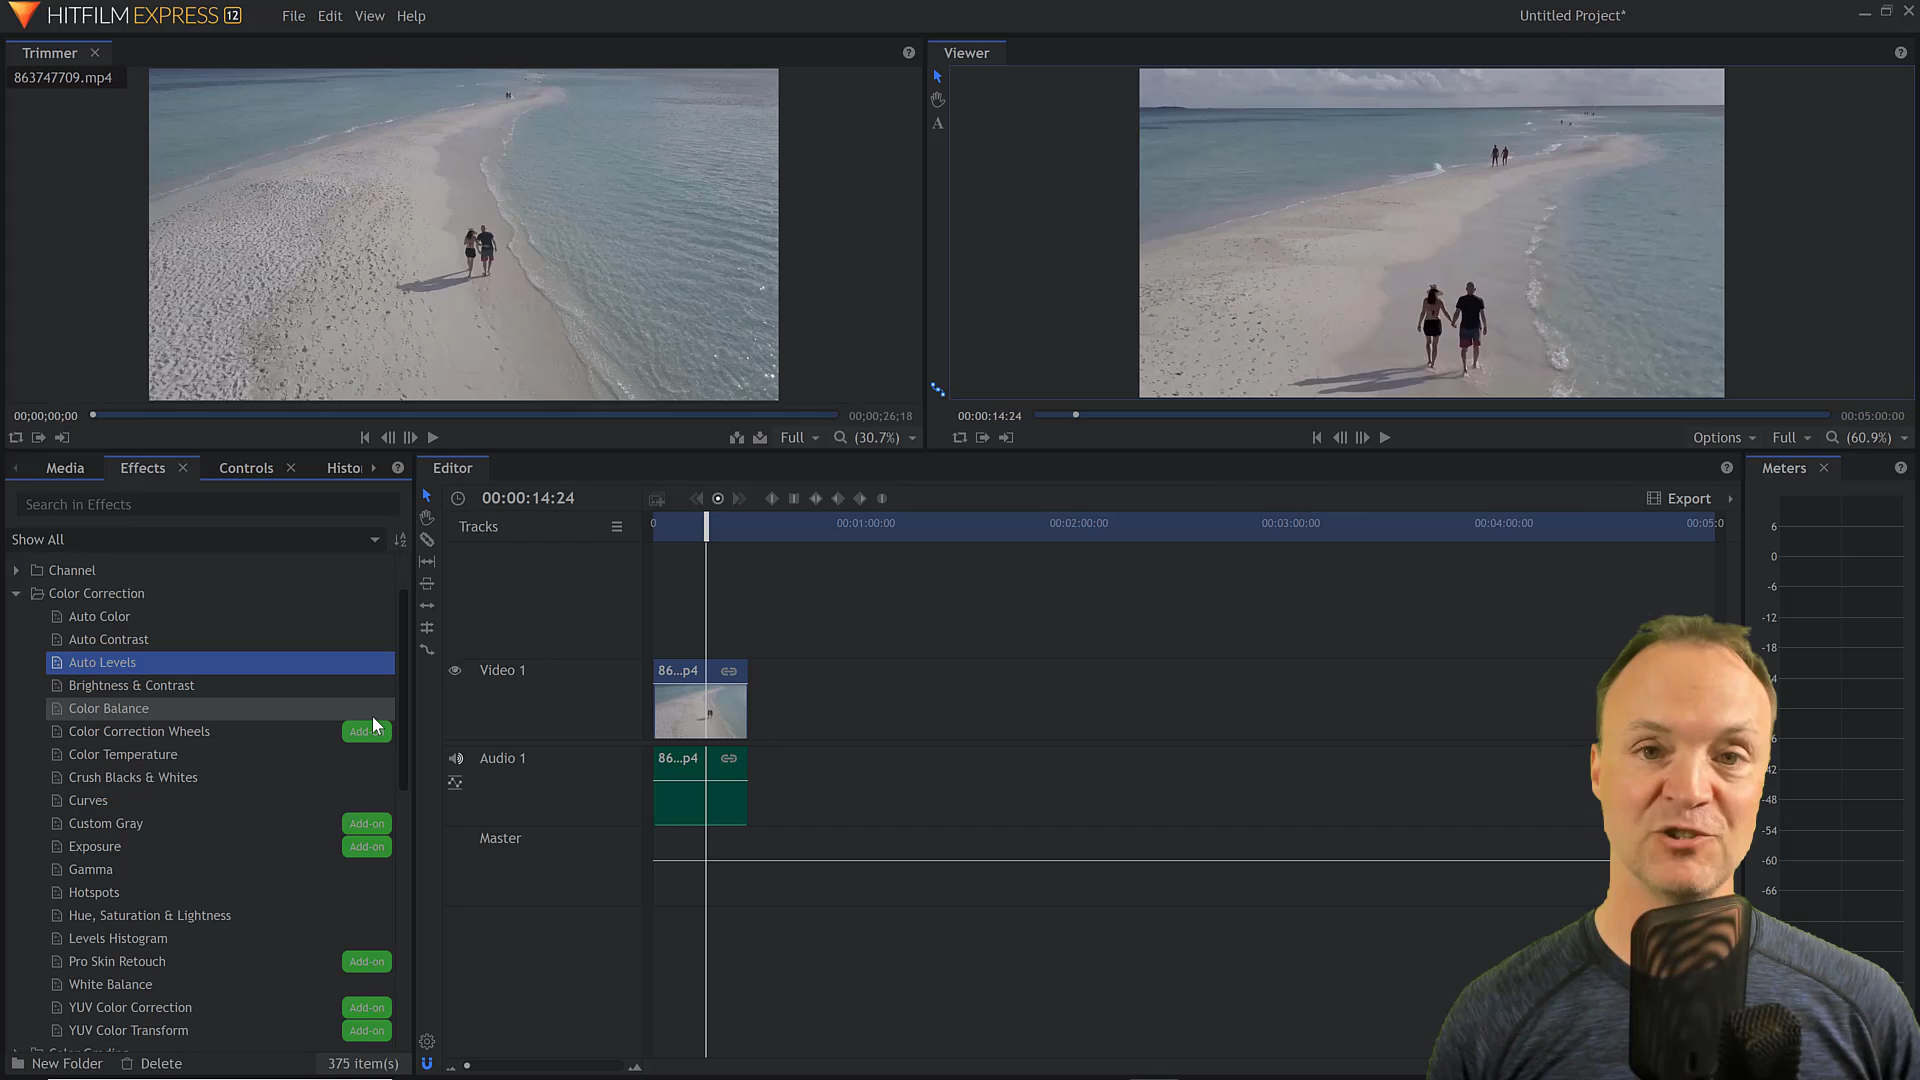 HITFILM EXPRESS 12
File Edit View Help
Untitled Project*
Trimmer
863747709.mp4
Viewer
A
00;00;00;00
00;00;26;18
Full
(30.7%)
00:00:14:24
00:05:00:00
Options
Full
(60.9%)
Media
Effects
Controls
Histo
Editor
Meters
Search in Effects
00:00:14:24
Export
Show All
Tracks
0
00:01:00:00
00:02:00:00
00:03:00:00
00:04:00:00
00:05:0
Channel
Color Correction
Auto Color
Auto Contrast
Auto Levels
Brightness & Contrast
Color Balance
Color Correction Wheels
Color Temperature
Crush Blacks & Whites
Curves
Custom Gray Add-on
Exposure Add-on
Gamma
Hotspots
Hue, Saturation & Lightness
Levels Histogram
Pro Skin Retouch Add-on
White Balance
YUV Color Correction Add-on
YUV Color Transform Add-on
New Folder
Delete
375 item(s)
Video 1
86...p4
Audio 1
86...p4
Master
6
0
-6
-12
-18
-48
-54
-60
-66